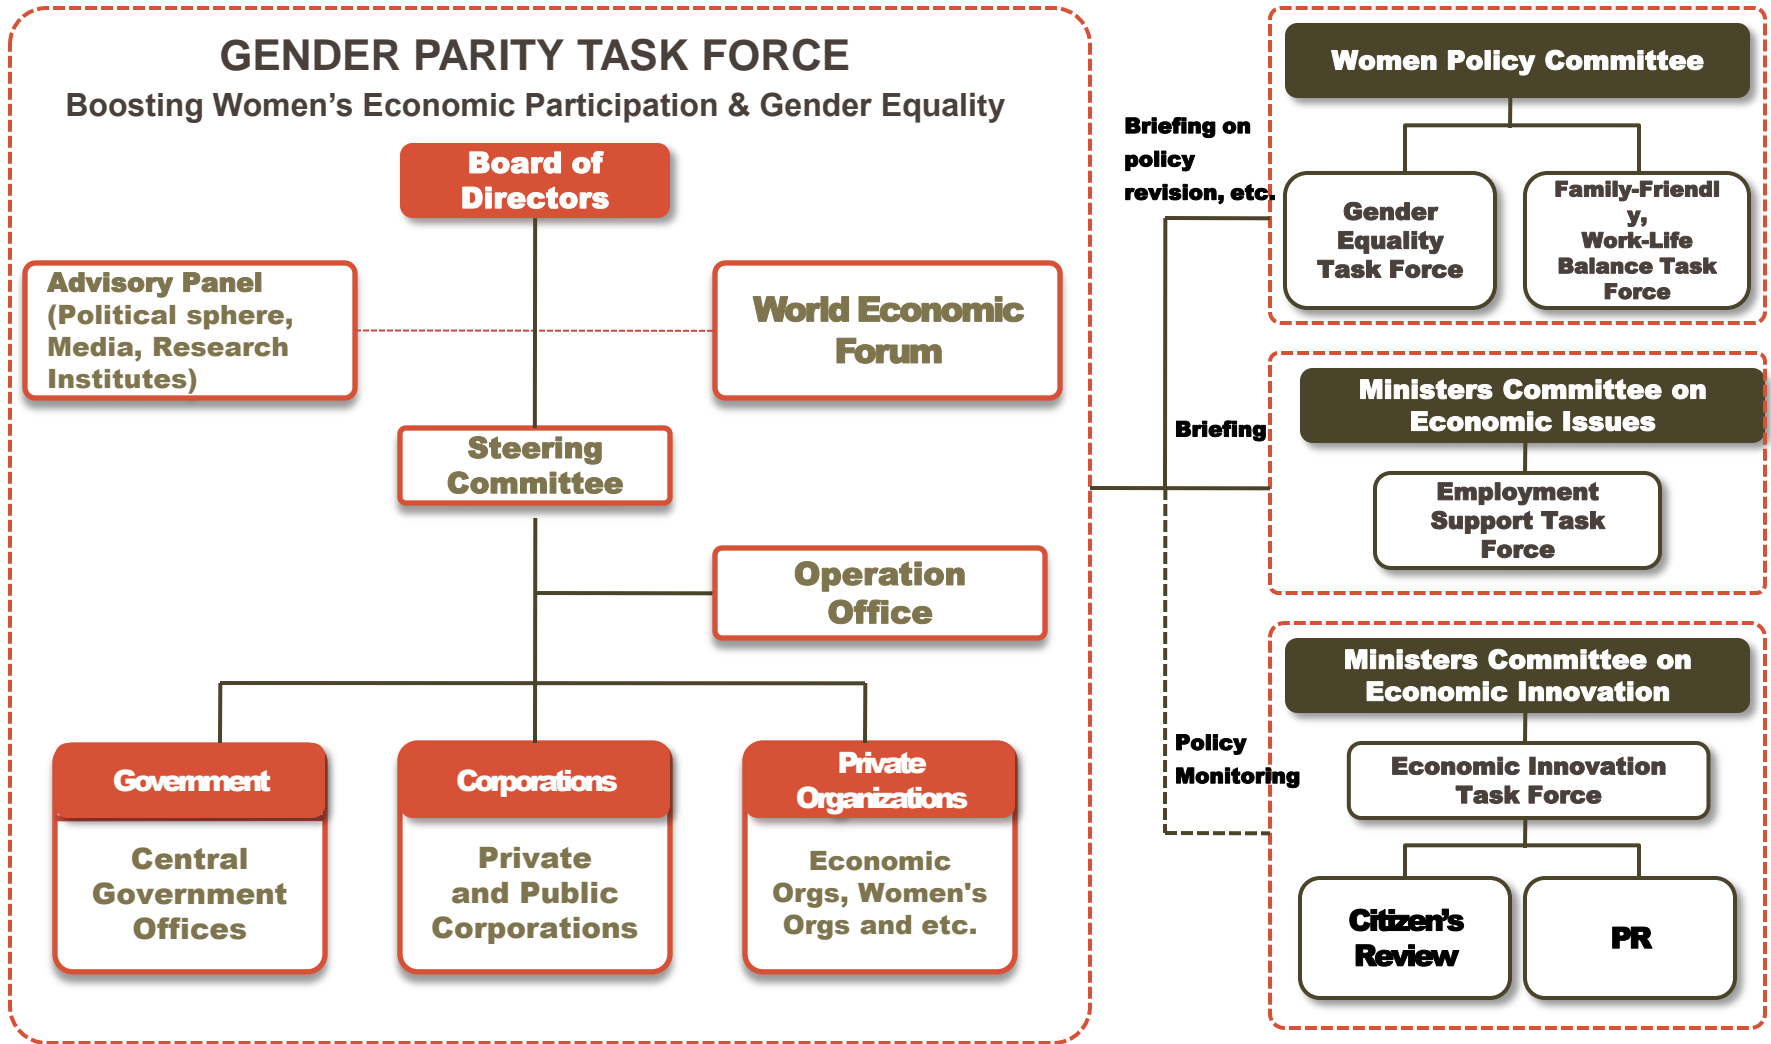 GENDER PARITY TASK FORCE
Boosting Women’s Economic Participation & Gender Equality
Board of
Directors
Advisory Panel
(Political sphere,
Media, Research
Institutes)
World Economic
Forum
Steering
Committee
Operation
Office
Government
Central
Government
Offices
Corporations
Private
and Public
Corporations
Private
Organizations
Economic
Orgs, Women's
Orgs and etc.
Briefing on
policy
revision, etc.
Women Policy Committee
Gender
Equality
Task Force
Family-Friendl
y,
Work-Life
Balance Task
Force
Briefing
Ministers Committee on
Economic Issues
Employment
Support Task
Force
Policy
Monitoring
Ministers Committee on
Economic Innovation
Economic Innovation
Task Force
Citizen’s
Review
PR